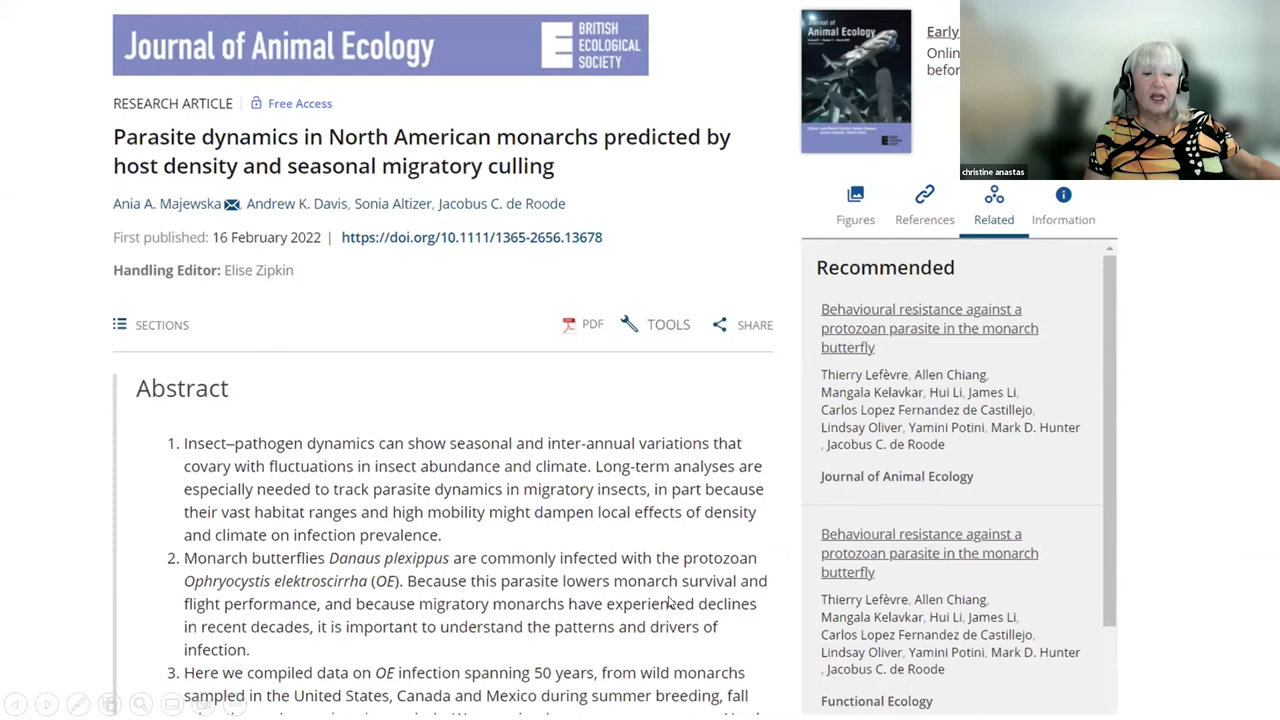 Journal of Animal Ecology
BRITISH
ECOLOGICAL
SOCIETY
RESEARCH ARTICLE
Free Access
Parasite dynamics in North American monarchs predicted by
host density and seasonal migratory culling
Ania A. Majewska, Andrew K. Davis, Sonia Altizer, Jacobus C. de Roode
First published: 16 February 2022 | https://doi.org/10.1111/1365-2656.13678
Handling Editor: Elise Zipkin
SECTIONS
PDF
TOOLS
SHARE
Abstract
1. Insect–pathogen dynamics can show seasonal and inter-annual variations that
covary with fluctuations in insect abundance and climate. Long-term analyses are
especially needed to track parasite dynamics in migratory insects, in part because
their vast habitat ranges and high mobility might dampen local effects of density
and climate on infection prevalence.
2. Monarch butterflies Danaus plexippus are commonly infected with the protozoan
Ophryocystis elektroscirrha (OE). Because this parasite lowers monarch survival and
flight performance, and because migratory monarchs have experienced declines
in recent decades, it is important to understand the patterns and drivers of
infection.
3. Here we compiled data on OE infection spanning 50 years, from wild monarchs
sampled in the United States, Canada and Mexico during summer breeding, fall
Journal of
Animal Ecology
Early
Onlin
befor
christine anastas
Figures
References
Related
Information
Recommended
Behavioural resistance against a
protozoan parasite in the monarch
butterfly
Thierry Lefèvre, Allen Chiang,
Mangala Kelavkar, Hui Li, James Li,
Carlos Lopez Fernandez de Castillejo,
Lindsay Oliver, Yamini Potini, Mark D. Hunter
, Jacobus C. de Roode
Journal of Animal Ecology
Behavioural resistance against a
protozoan parasite in the monarch
butterfly
Thierry Lefèvre, Allen Chiang,
Mangala Kelavkar, Hui Li, James Li,
Carlos Lopez Fernandez de Castillejo,
Lindsay Oliver, Yamini Potini, Mark D. Hunter
, Jacobus C. de Roode
Functional Ecology